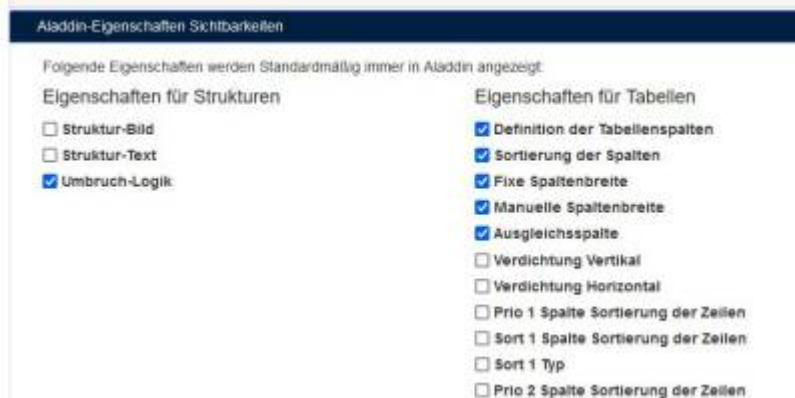 Aladdin-Eigenschaften Sichtbarkeiten
Folgende Eigenschaften werden Standardmäßig immer in Aladdin angezeigt:
Eigenschaften für Strukturen
Struktur-Bild
Struktur-Text
Umbruch-Logik
Eigenschaften für Tabellen
Definition der Tabellenspalten
Sortierung der Spalten
Fixe Spaltenbreite
Manuelle Spaltenbreite
Ausgleichsspalte
Verdichtung Vertikal
Verdichtung Horizontal
Prio 1 Spalte Sortierung der Zeilen
Sort 1 Spalte Sortierung der Zeilen
Sort 1 Typ
Prio 2 Spalte Sortierung der Zeilen